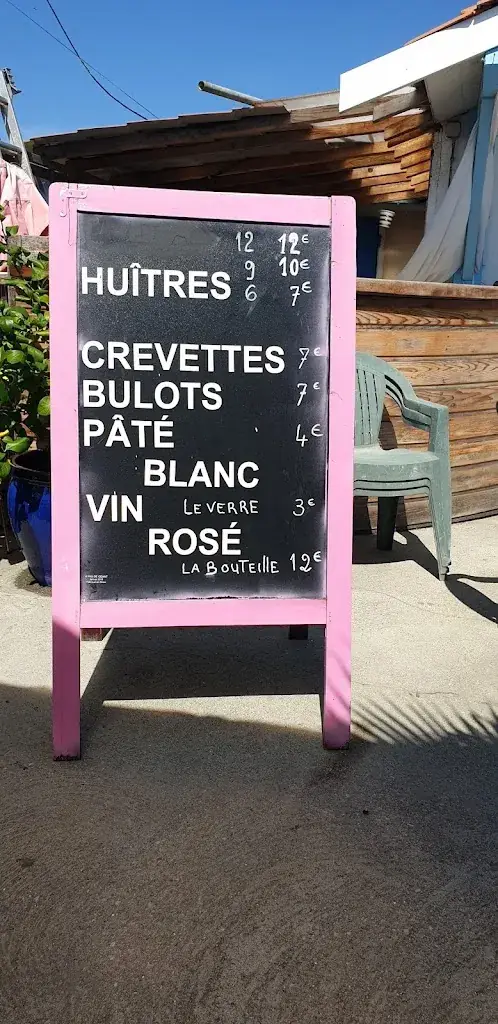 12 12€
HUÎTRES 9 10€
6 7€
CREVETTES 7€
BULOTS 7€
PÂTÉ 4€
BLANC
VIN LE VERRE 3€
ROSÉ
LA BOUTEILLE 12€